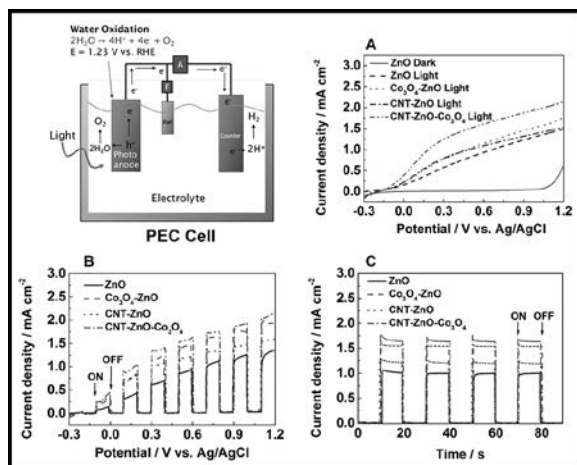 Water Oxidation
2H₂O → 4H⁺ + 4e⁻ + O₂
E = 1.23 V vs. RHE
A
e⁻
e⁻
e⁻
e⁻
O₂
e⁻
H₂
Light
2H₂O
h⁺
Photo
anode
Ref
Counter
e⁻
2H⁺
Electrolyte
PEC Cell
A
ZnO Dark
ZnO Light
Co₃O₄-ZnO Light
CNT-ZnO Light
CNT-ZnO-Co₃O₄ Light
Current density / mA cm⁻²
3.0
2.5
2.0
1.5
1.0
0.5
0.0
-0.3 0.0 0.3 0.6 0.9 1.2
Potential / V vs. Ag/AgCl
B
ZnO
Co₃O₄-ZnO
CNT-ZnO
CNT-ZnO-Co₃O₄
OFF
ON
Current density / mA cm⁻²
3.0
2.5
2.0
1.5
1.0
0.5
0.0
-0.3 0.0 0.3 0.6 0.9 1.2
Potential / V vs. Ag/AgCl
C
ZnO
Co₃O₄-ZnO
CNT-ZnO
CNT-ZnO-Co₃O₄
ON OFF
Current density / mA cm⁻²
3.0
2.5
2.0
1.5
1.0
0.5
0.0
0 20 40 60 80
Time / s